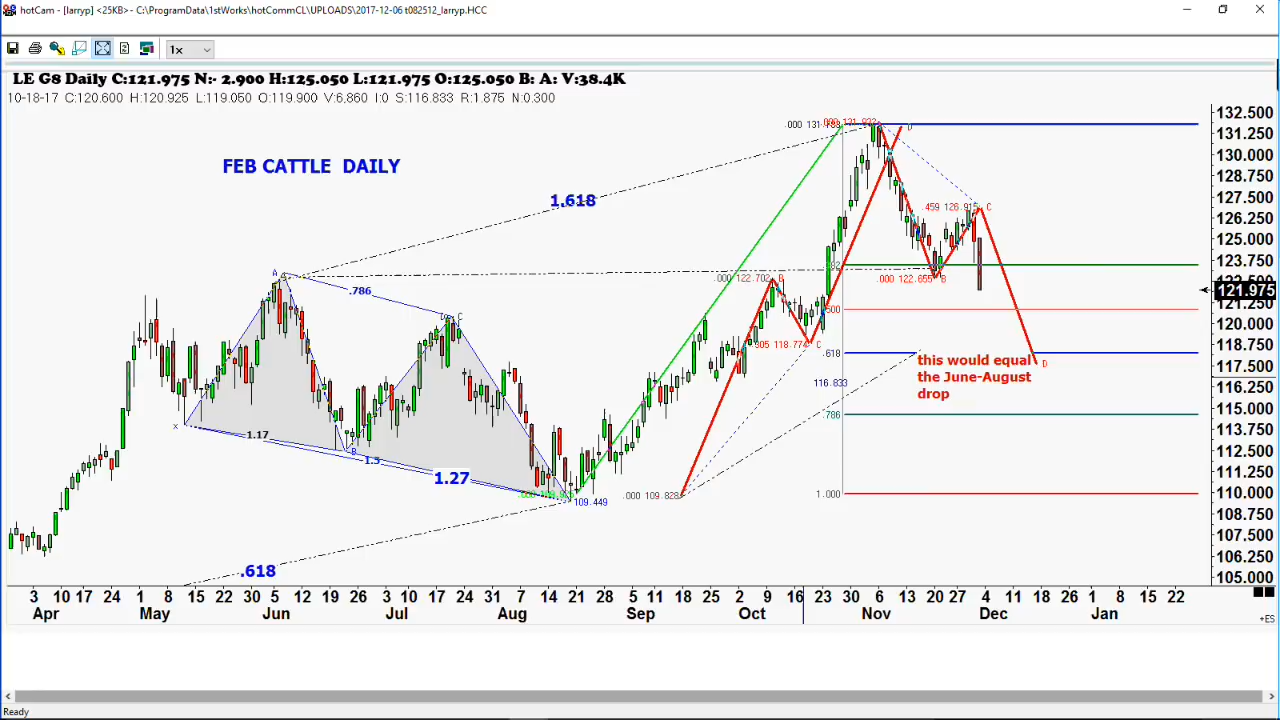 hotCam - [larryp] <25KB>- C:\ProgramData\1stWorks\hotCommCL\UPLOADS\2017-12-06 t082512_larryp.HCC
1x
LE G8 Daily C:121.975 N:- 2.900 H:125.050 L:121.975 O:125.050 B: A: V:38.4K
10-18-17 C:120.600 H:120.925 L:119.050 O:119.900 V:6.860 I:0 S:116.833 R:1.875 N:0.300
FEB CATTLE DAILY
1.618
A
.786
C
X
1.17
B
1.5
1.27
109.449
.618
.000 122.702 B
.905 118.774 C
.000 109.828
D
.459 126.915 C
.000 122.655 B
.500
.618
116.833
.786
1.000
this would equal
the June-August
drop
D
132.500
131.250
130.000
128.750
127.500
126.250
125.000
123.750
121.975
121.250
120.000
118.750
117.500
116.250
115.000
113.750
112.500
111.250
110.000
108.750
107.500
106.250
105.000
3 10 17 24 1 8 15 22 30 5 12 19 26 3 10 17 24 1 7 14 21 28 5 11 18 25 2 9 16 23 30 6 13 20 27 4 11 18 26 1 8 15 22
Apr May Jun Jul Aug Sep Oct Nov Dec Jan
+ES
Ready